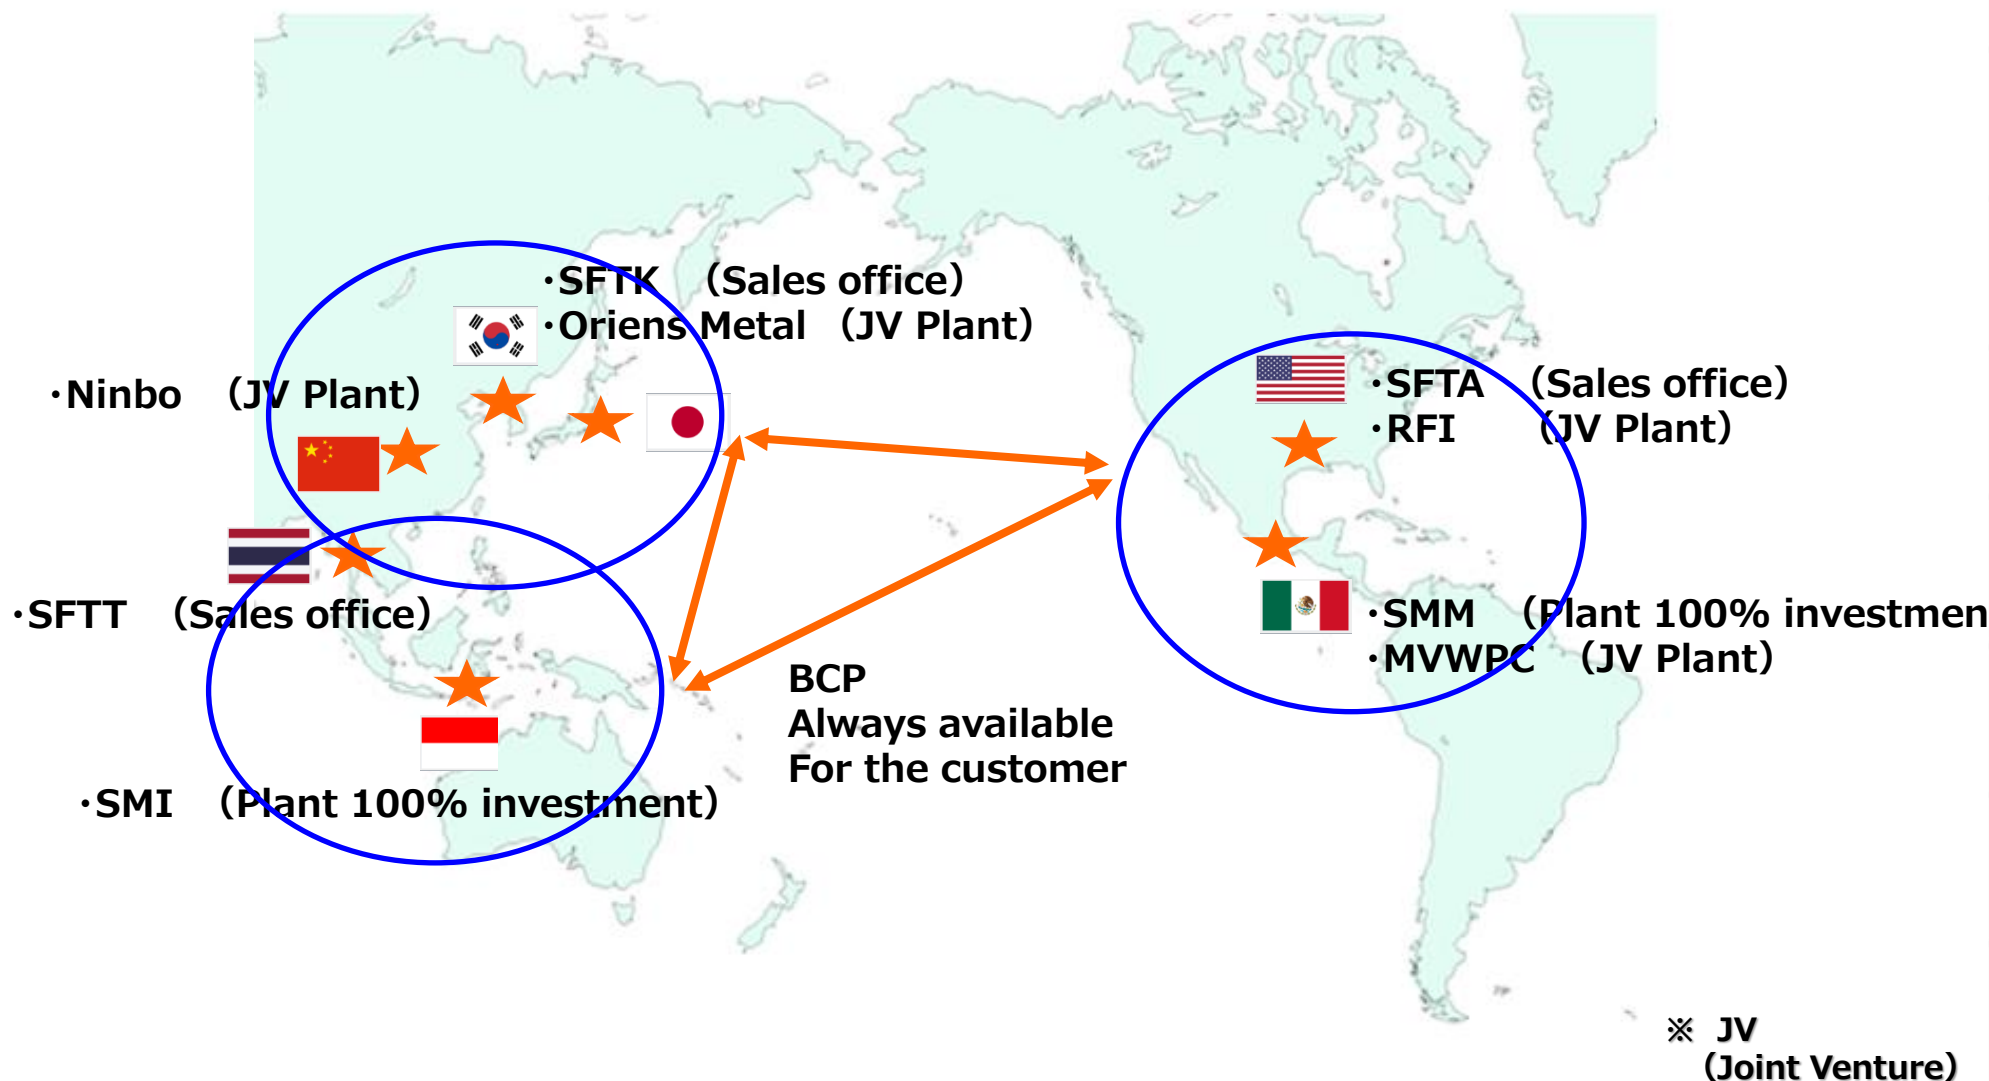 ・SFTK （Sales office）
・Oriens Metal （JV Plant）
・Ninbo （JV Plant）
・SFTA （Sales office）
・RFI （JV Plant）
・SFTT （Sales office）
・SMM （Plant 100% investmen
・MVWPC （JV Plant）
BCP
Always available
For the customer
・SMI （Plant 100% investment）
※ JV
（Joint Venture）